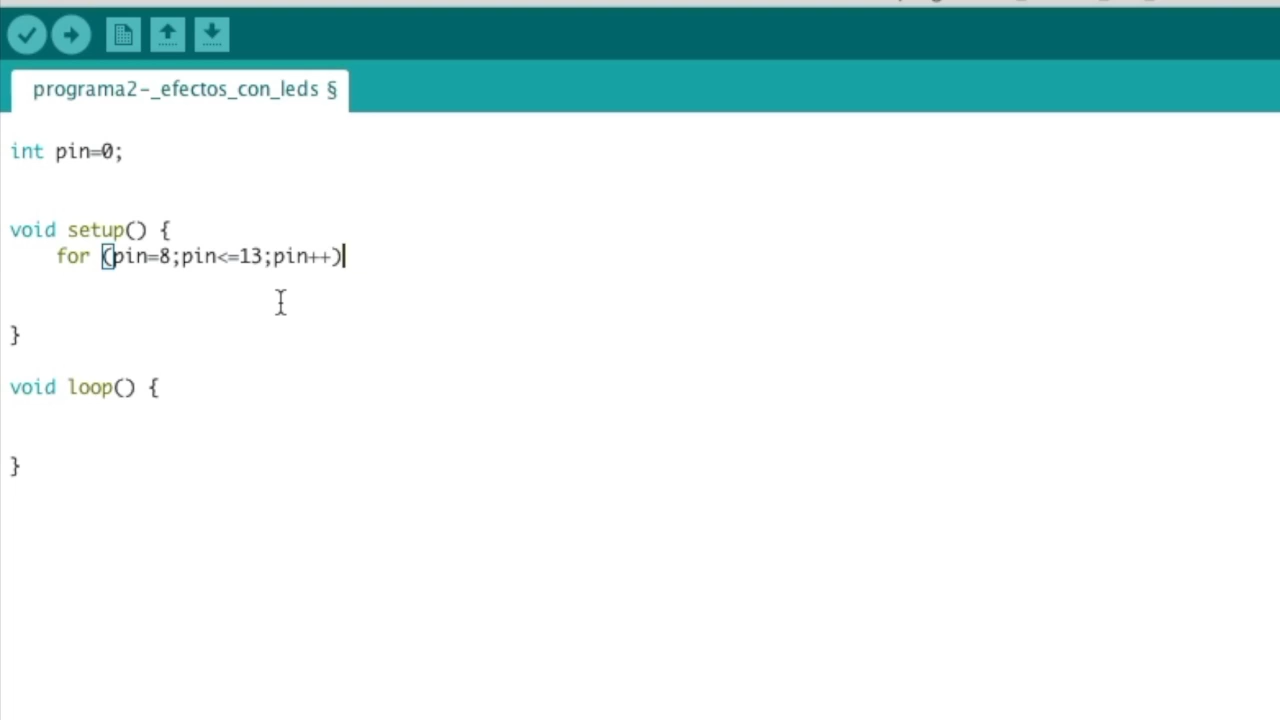 programa2-_efectos_con_leds §
int pin=0;
void setup() {
for (pin=8;pin<=13;pin++)
}
void loop() {
}